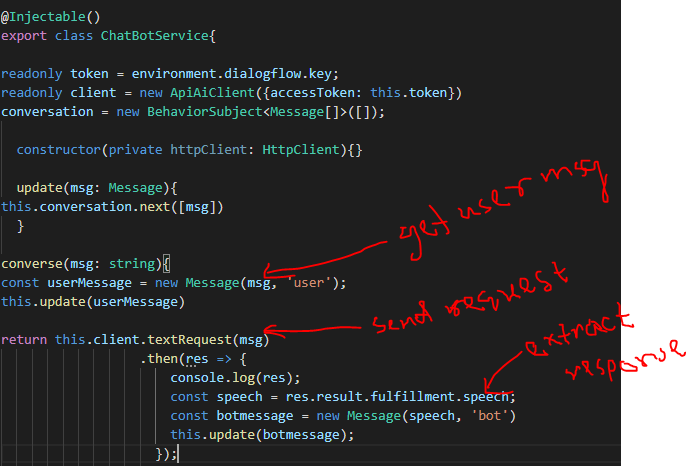 @Injectable()
export class ChatBotService{
readonly token = environment.dialogflow.key;
readonly client = new ApiAiClient({accessToken: this.token})
conversation = new BehaviorSubject<Message[]>([]);
constructor(private httpClient: HttpClient){}
update(msg: Message){
this.conversation.next([msg])
}
get user msg
converse(msg: string){
const userMessage = new Message(msg, 'user');
this.update(userMessage)
send request
return this.client.textRequest(msg)
.then(res => {
extract
response
console.log(res);
const speech = res.result.fulfillment.speech;
const botmessage = new Message(speech, 'bot')
this.update(botmessage);
});